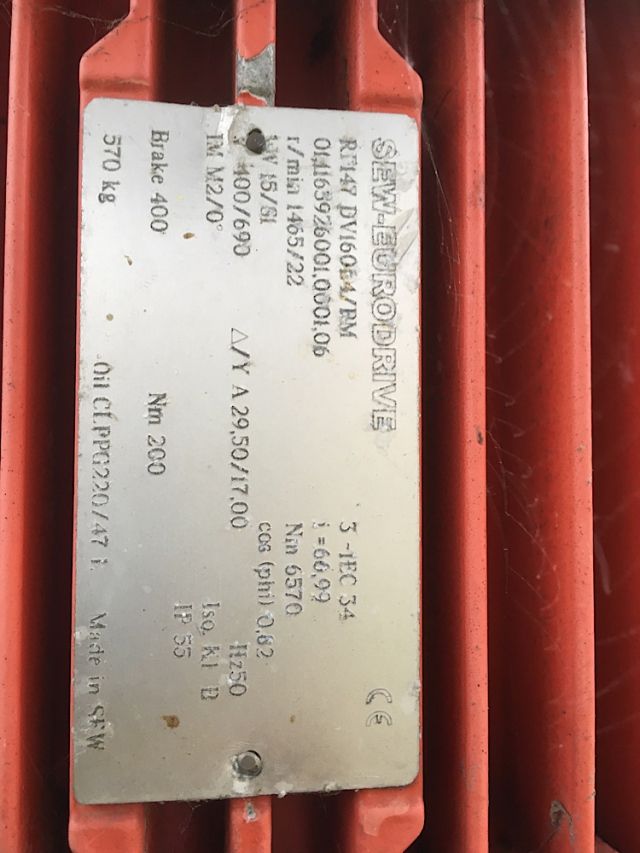 SEW-EURODRIVE CE
RF147 DV160L4/BM 3 ~IEC 34
01.1163926001.0001.06 i =66,99
r/min 1465/22 Nm 6570
kW 15/S1 cos (phi) 0.82
400/690 Δ/Y A 29,50/17,00 Hz50
IM M2/0° Iso. Kl B
IP 55
Brake 400 Nm 200
570 kg Oil CLPPG220/47 l. Made in SEW